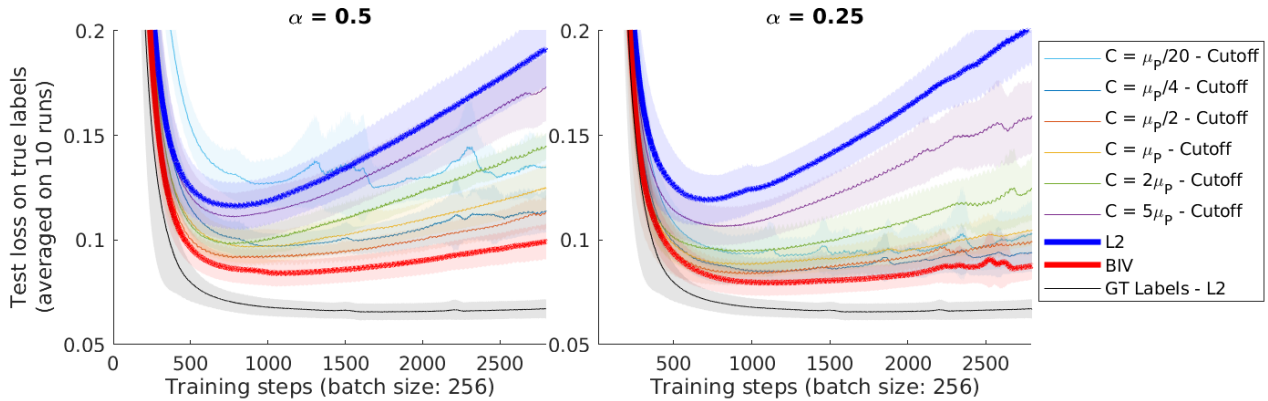 α = 0.5
α = 0.25
Test loss on true labels
(averaged on 10 runs)
0.2
0.15
0.1
0.05
0 500 1000 1500 2000 2500
Training steps (batch size: 256)
0.2
0.15
0.1
0.05
500 1000 1500 2000 2500
Training steps (batch size: 256)
C = μP/20 - Cutoff
C = μP/4 - Cutoff
C = μP/2 - Cutoff
C = μP - Cutoff
C = 2μP - Cutoff
C = 5μP - Cutoff
L2
BIV
GT Labels - L2